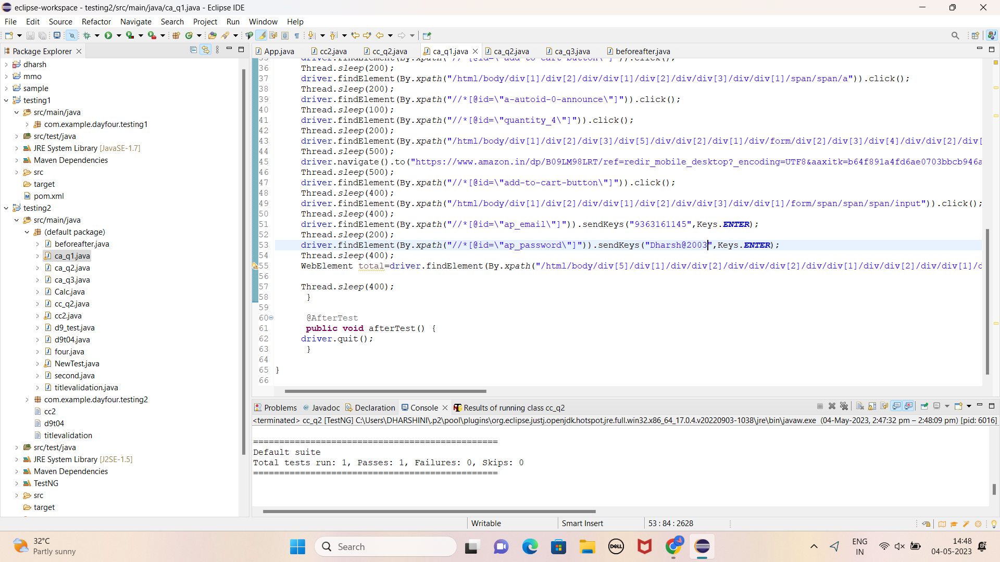 eclipse-workspace - testing2/src/main/java/ca_q1.java - Eclipse IDE
File Edit Source Refactor Navigate Search Project Run Window Help
Package Explorer
dharsh
mmo
sample
testing1
src/main/java
com.example.dayfour.testing1
src/test/java
JRE System Library [JavaSE-1.7]
Maven Dependencies
src
target
pom.xml
testing2
src/main/java
(default package)
beforeafter.java
ca_q1.java
ca_q2.java
ca_q3.java
Calc.java
cc_q2.java
cc2.java
d9_test.java
d9t04.java
four.java
NewTest.java
second.java
titlevalidation.java
com.example.dayfour.testing2
cc2
d9t04
titlevalidation
src/test/java
JRE System Library [J2SE-1.5]
Maven Dependencies
TestNG
src
target
App.java cc2.java cc_q2.java ca_q1.java ca_q2.java ca_q3.java beforeafter.java
35 driver.findElement(By.xpath("//*[@id=\"add-to-cart-button\"]")).click();
36 Thread.sleep(200);
37 driver.findElement(By.xpath("/html/body/div[1]/div[2]/div/div[1]/div[2]/div/div[3]/div/div[1]/span/span/a")).click();
38 Thread.sleep(200);
39 driver.findElement(By.xpath("//*[@id=\"a-autoid-0-announce\"]")).click();
40 Thread.sleep(100);
41 driver.findElement(By.xpath("//*[@id=\"quantity_4\"]")).click();
42 Thread.sleep(200);
43 driver.findElement(By.xpath("/html/body/div[1]/div[2]/div[3]/div[5]/div/div[2]/div[1]/div/form/div[2]/div[3]/div[4]/div/div[2]/div[
44 Thread.sleep(500);
45 driver.navigate().to("https://www.amazon.in/dp/B09LM98LRT/ref=redir_mobile_desktop?_encoding=UTF8&aaxitk=b64f891a4fd6ae0703bbcb946a
46 Thread.sleep(500);
47 driver.findElement(By.xpath("//*[@id=\"add-to-cart-button\"]")).click();
48 Thread.sleep(400);
49 driver.findElement(By.xpath("/html/body/div[1]/div[2]/div/div[1]/div[2]/div/div[3]/div/div[1]/form/span/span/span/input")).click();
50 Thread.sleep(400);
51 driver.findElement(By.xpath("//*[@id=\"ap_email\"]")).sendKeys("9363161145",Keys.ENTER);
52 Thread.sleep(200);
53 driver.findElement(By.xpath("//*[@id=\"ap_password\"]")).sendKeys("Dharsh@2003",Keys.ENTER);
54 Thread.sleep(400);
55 WebElement total=driver.findElement(By.xpath("/html/body/div[5]/div[1]/div/div[2]/div/div/div[2]/div/div[1]/div/div[2]/div/div[1]/d
56
57 Thread.sleep(400);
58 }
59
60 @AfterTest
61 public void afterTest() {
62 driver.quit();
63 }
64
65 }
66
Problems Javadoc Declaration Console Results of running class cc_q2
<terminated> cc_q2 [TestNG] C:\Users\DHARSHINI\.p2\pool\plugins\org.eclipse.justj.openjdk.hotspot.jre.full.win32.x86_64_17.0.4.v20220903-1038\jre\bin\javaw.exe (04-May-2023, 2:47:32 pm – 2:48:09 pm) [pid: 6016]
===============================================
Default suite
Total tests run: 1, Passes: 1, Failures: 0, Skips: 0
===============================================
Writable Smart Insert 53 : 84 : 2628
32°C
Partly sunny
Search
DELL
ENG
IN
14:48
04-05-2023